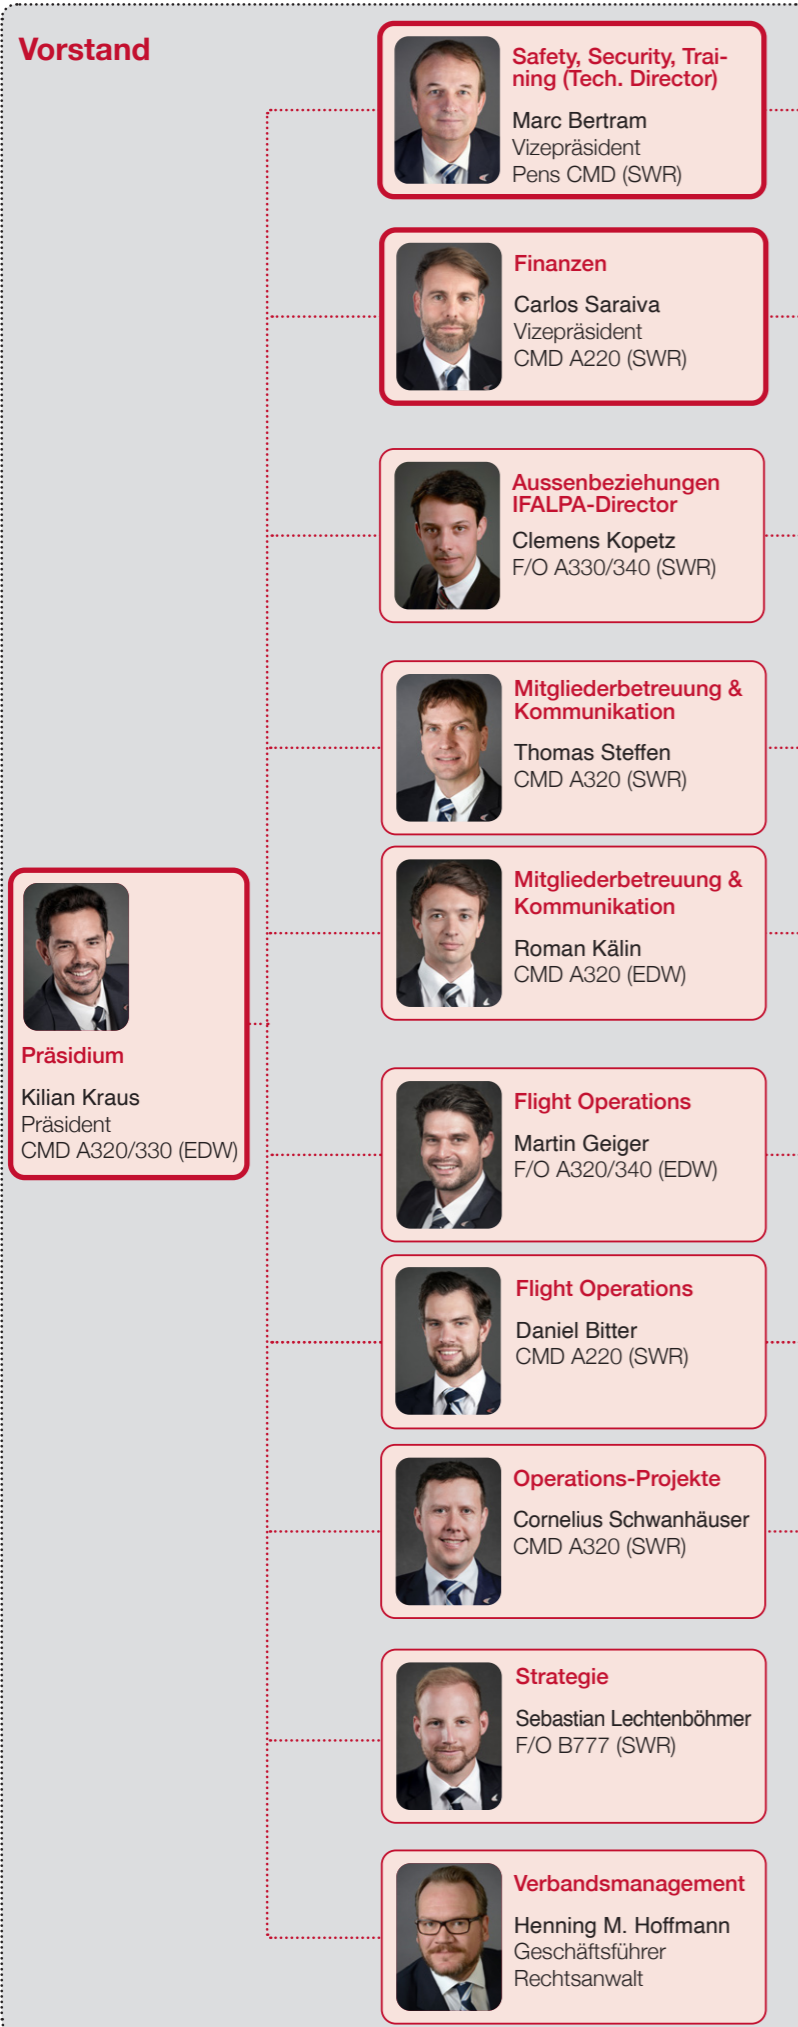 Vorstand
Safety, Security, Trai-
ning (Tech. Director)
Marc Bertram
Vizepräsident
Pens CMD (SWR)
Finanzen
Carlos Saraiva
Vizepräsident
CMD A220 (SWR)
Aussenbeziehungen
IFALPA-Director
Clemens Kopetz
F/O A330/340 (SWR)
Mitgliederbetreuung &
Kommunikation
Thomas Steffen
CMD A320 (SWR)
Mitgliederbetreuung &
Kommunikation
Roman Kälin
CMD A320 (EDW)
Präsidium
Kilian Kraus
Präsident
CMD A320/330 (EDW)
Flight Operations
Martin Geiger
F/O A320/340 (EDW)
Flight Operations
Daniel Bitter
CMD A220 (SWR)
Operations-Projekte
Cornelius Schwanhäuser
CMD A320 (SWR)
Strategie
Sebastian Lechtenböhmer
F/O B777 (SWR)
Verbandsmanagement
Henning M. Hoffmann
Geschäftsführer
Rechtsanwalt